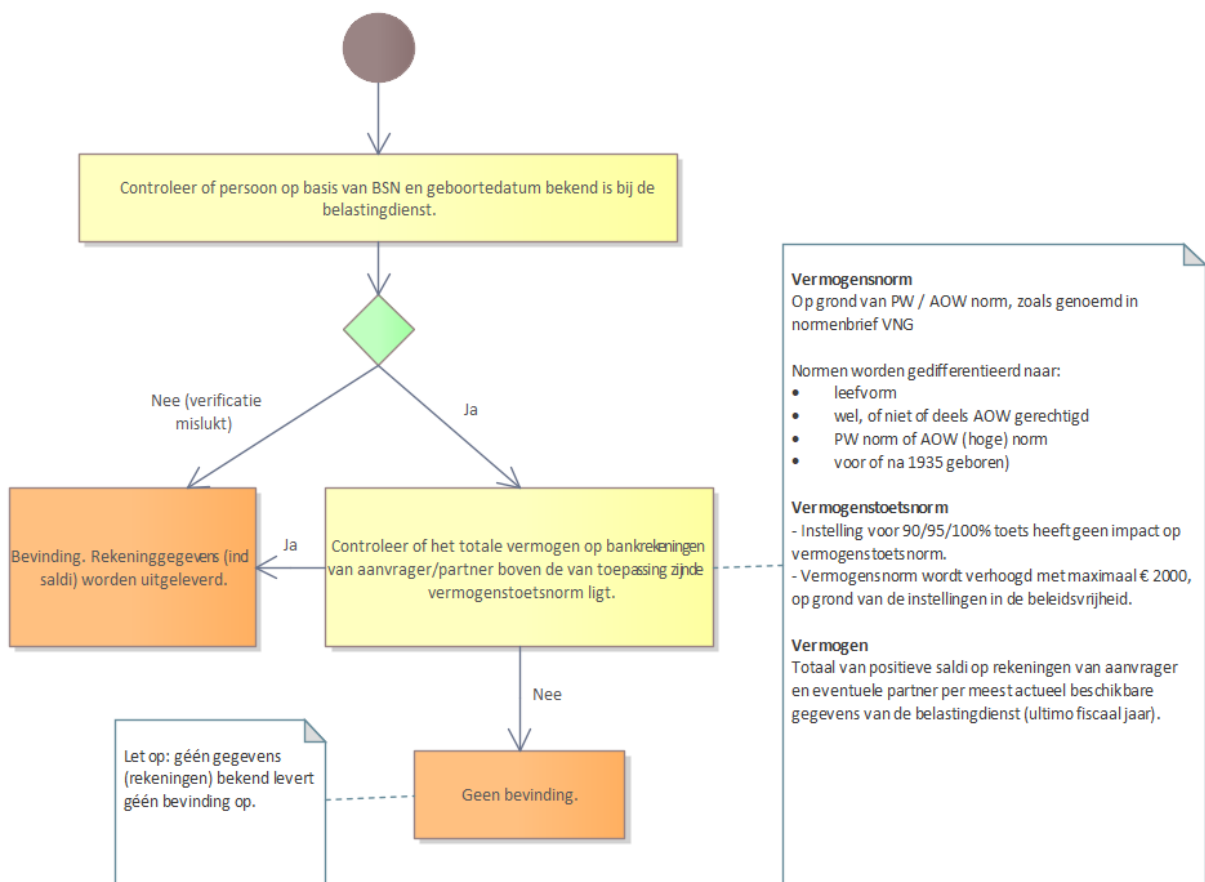 Controleer of persoon op basis van BSN en geboortedatum bekend is bij de
belastingdienst.
Nee (verificatie
mislukt)
Ja
Bevinding. Rekeninggegevens (incl
saldi) worden uitgeleverd.
Ja
Controleer of het totale vermogen op bankrekeningen
van aanvrager/partner boven de van toepassing zijnde
vermogenstoetsnorm ligt.
Nee
Geen bevinding.
Let op: géén gegevens
(rekeningen) bekend levert
géén bevinding op.
Vermogensnorm
Op grond van PW / AOW norm, zoals genoemd in
normenbrief VNG
Normen worden gedifferentieerd naar:
• leefvorm
• wel, of niet of deels AOW gerechtigd
• PW norm of AOW (hoge) norm
• voor of na 1935 geboren)
Vermogenstoetsnorm
- Instelling voor 90/95/100% toets heeft geen impact op
vermogenstoetsnorm.
- Vermogensnorm wordt verhoogd met maximaal € 2000,
op grond van de instellingen in de beleidsvrijheid.
Vermogen
Totaal van positieve saldi op rekeningen van aanvrager
en eventuele partner per meest actueel beschikbare
gegevens van de belastingdienst (ultimo fiscaal jaar).